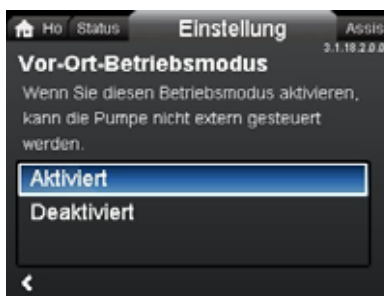 Ho Status Einstellung Assis
3.1.18.2.0.0
Vor-Ort-Betriebsmodus
Wenn Sie diesen Betriebsmodus aktivieren,
kann die Pumpe nicht extern gesteuert
werden.
Aktiviert
Deaktiviert